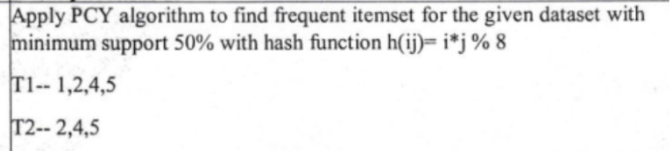 Apply PCY algorithm to find frequent itemset for the given dataset with
minimum support 50% with hash function h(ij)= i*j % 8
T1-- 1,2,4,5
T2-- 2,4,5